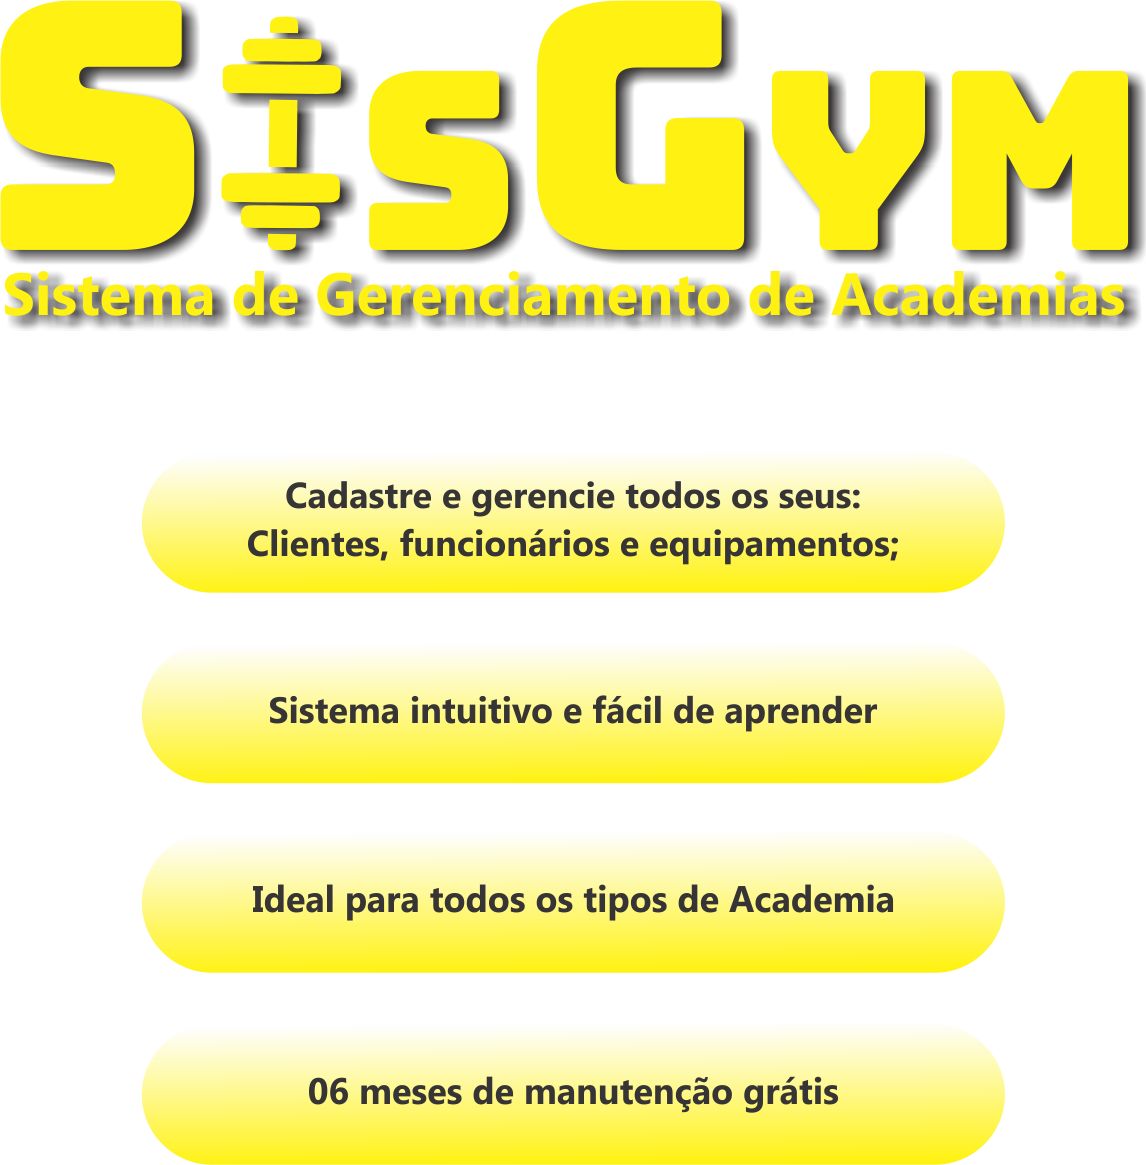 SisGym
Sistema de Gerenciamento de Academias
Cadastre e gerencie todos os seus:
Clientes, funcionários e equipamentos;
Sistema intuitivo e fácil de aprender
Ideal para todos os tipos de Academia
06 meses de manutenção grátis